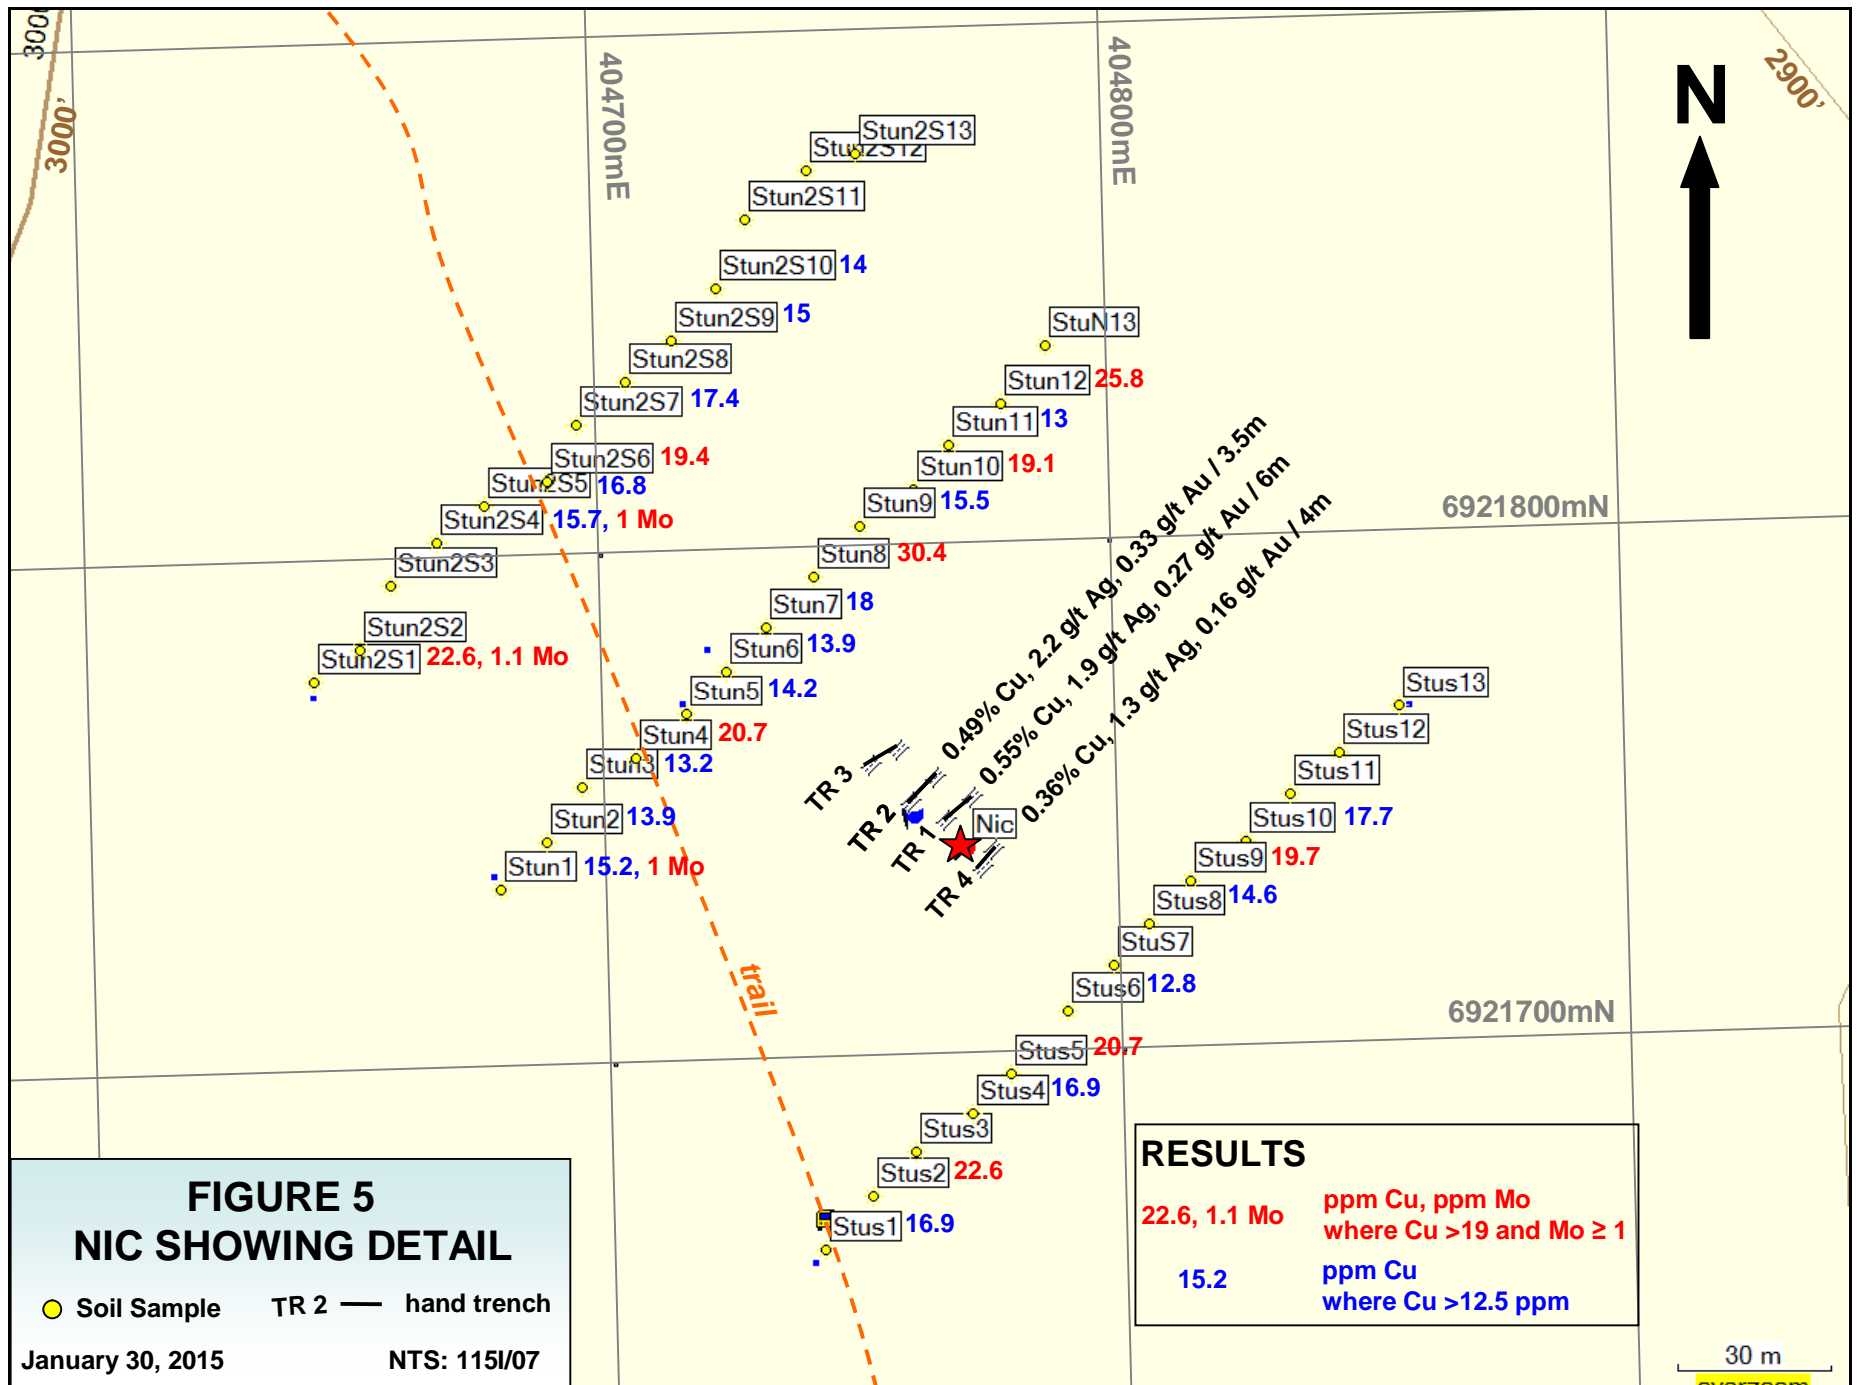 3000'
3000'
404700mE
404800mE
2900'
N
Stun2S13
Stun2S12
Stun2S11
Stun2S10 14
Stun2S9 15
Stun2S8
Stun2S7 17.4
Stun2S6 19.4
Stun2S5 16.8
Stun2S4 15.7, 1 Mo
Stun2S3
Stun2S2
Stun2S1 22.6, 1.1 Mo
StuN13
Stun12 25.8
Stun11 13
Stun10 19.1
Stun9 15.5
Stun8 30.4
Stun7 18
Stun6 13.9
Stun5 14.2
Stun4 20.7
Stun3 13.2
Stun2 13.9
Stun1 15.2, 1 Mo
6921800mN
0.49% Cu, 2.2 g/t Ag, 0.33 g/t Au / 3.5m
0.55% Cu, 1.9 g/t Ag, 0.27 g/t Au / 6m
0.36% Cu, 1.3 g/t Ag, 0.16 g/t Au / 4m
TR 3
TR 2
TR 1
TR 4
Nic
Stus13
Stus12
Stus11
Stus10 17.7
Stus9 19.7
Stus8 14.6
StuS7
Stus6 12.8
Stus5 20.7
Stus4 16.9
Stus3
Stus2 22.6
Stus1 16.9
6921700mN
trail
FIGURE 5
NIC SHOWING DETAIL
Soil Sample TR 2 hand trench
January 30, 2015 NTS: 115I/07
RESULTS
22.6, 1.1 Mo ppm Cu, ppm Mo
where Cu >19 and Mo ≥ 1
15.2 ppm Cu
where Cu >12.5 ppm
30 m